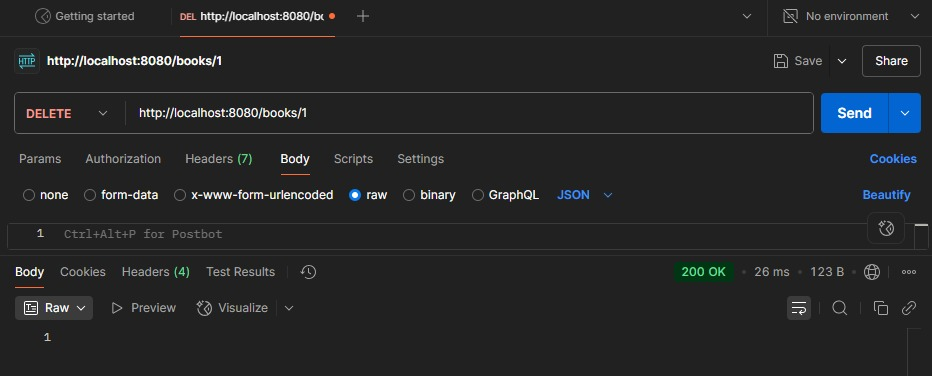 Getting started DEL http://localhost:8080/bo No environment
HTTP http://localhost:8080/books/1 Save Share
DELETE http://localhost:8080/books/1 Send
Params Authorization Headers (7) Body Scripts Settings Cookies
none form-data x-www-form-urlencoded raw binary GraphQL JSON Beautify
1 Ctrl+Alt+P for Postbot
Body Cookies Headers (4) Test Results 200 OK • 26 ms • 123 B •
Raw Preview Visualize
1